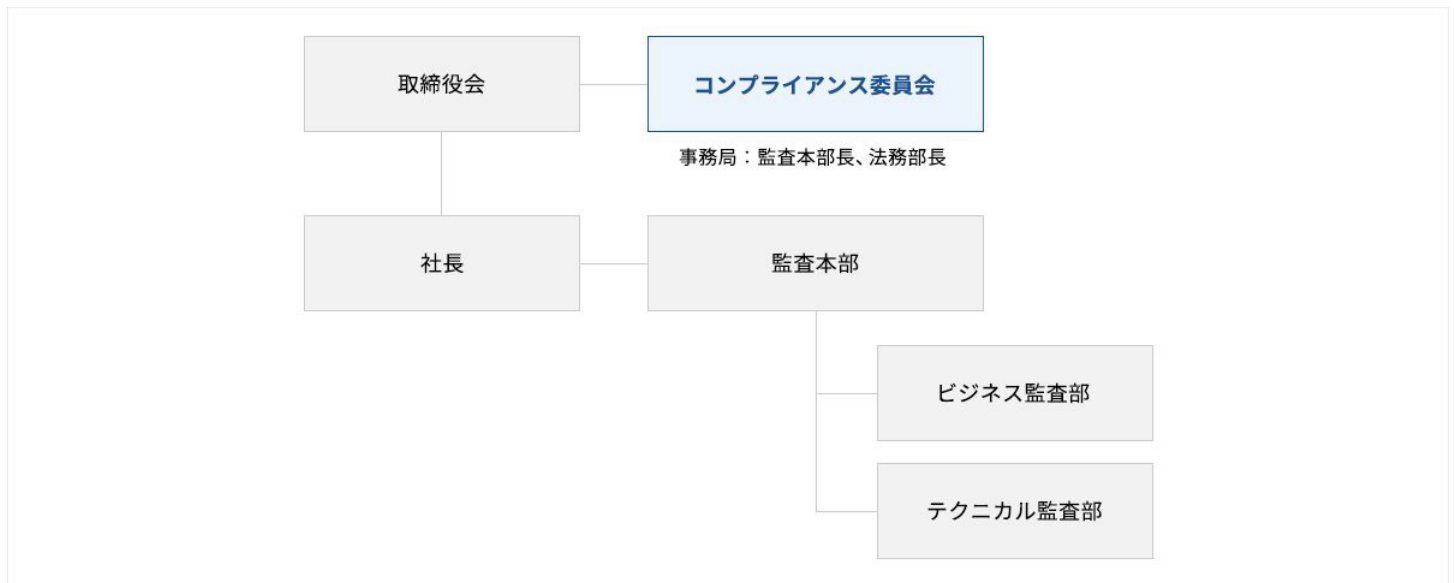 取締役会
コンプライアンス委員会
事務局：監査本部長、法務部長
社長
監査本部
ビジネス監査部
テクニカル監査部